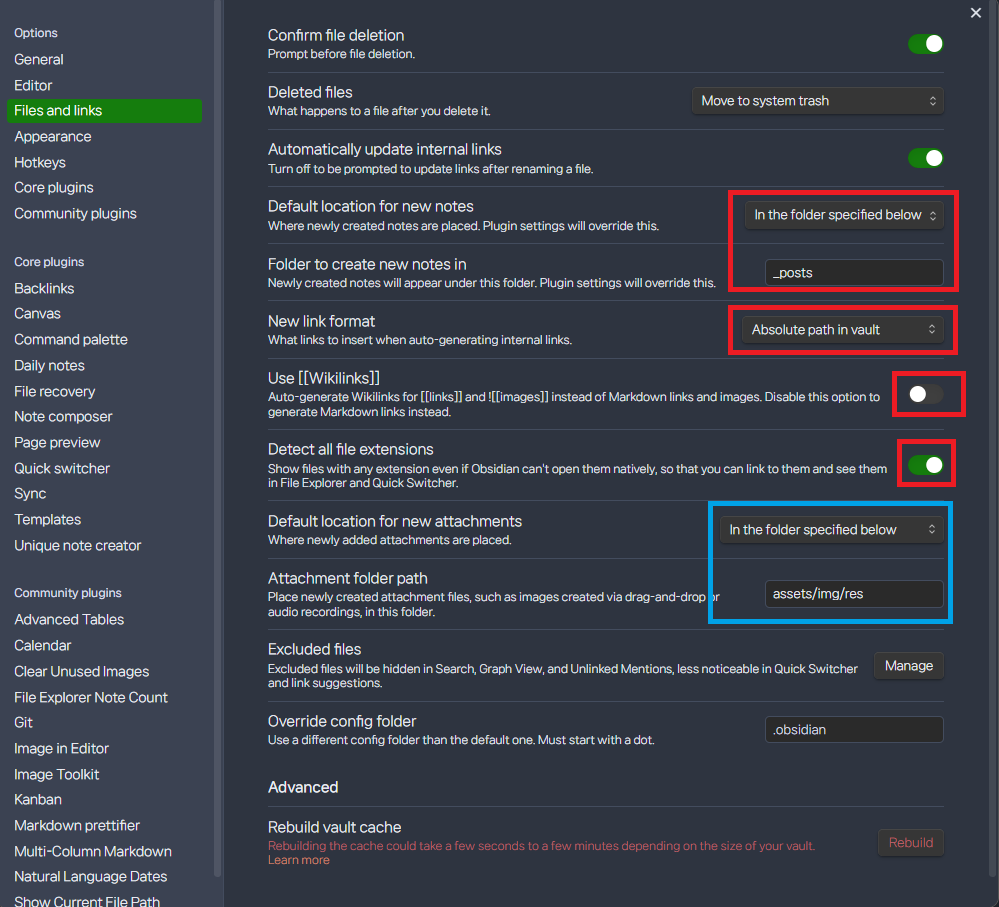 Options
General
Editor
Files and links
Appearance
Hotkeys
Core plugins
Community plugins
Core plugins
Backlinks
Canvas
Command palette
Daily notes
File recovery
Note composer
Page preview
Quick switcher
Sync
Templates
Unique note creator
Community plugins
Advanced Tables
Calendar
Clear Unused Images
File Explorer Note Count
Git
Image in Editor
Image Toolkit
Kanban
Markdown prettifier
Multi-Column Markdown
Natural Language Dates
Show Current File Path
Confirm file deletion
Prompt before file deletion.
Deleted files
What happens to a file after you delete it.
Move to system trash
Automatically update internal links
Turn off to be prompted to update links after renaming a file.
Default location for new notes
Where newly created notes are placed. Plugin settings will override this.
In the folder specified below
Folder to create new notes in
Newly created notes will appear under this folder. Plugin settings will override this.
_posts
New link format
What links to insert when auto-generating internal links.
Absolute path in vault
Use [[Wikilinks]]
Auto-generate Wikilinks for [[links]] and ![[images]] instead of Markdown links and images. Disable this option to
generate Markdown links instead.
Detect all file extensions
Show files with any extension even if Obsidian can't open them natively, so that you can link to them and see them
in File Explorer and Quick Switcher.
Default location for new attachments
Where newly added attachments are placed.
In the folder specified below
Attachment folder path
Place newly created attachment files, such as images created via drag-and-drop or
audio recordings, in this folder.
assets/img/res
Excluded files
Excluded files will be hidden in Search, Graph View, and Unlinked Mentions, less noticeable in Quick Switcher
and link suggestions.
Manage
Override config folder
Use a different config folder than the default one. Must start with a dot.
.obsidian
Advanced
Rebuild vault cache
Rebuilding the cache could take a few seconds to a few minutes depending on the size of your vault.
Learn more
Rebuild